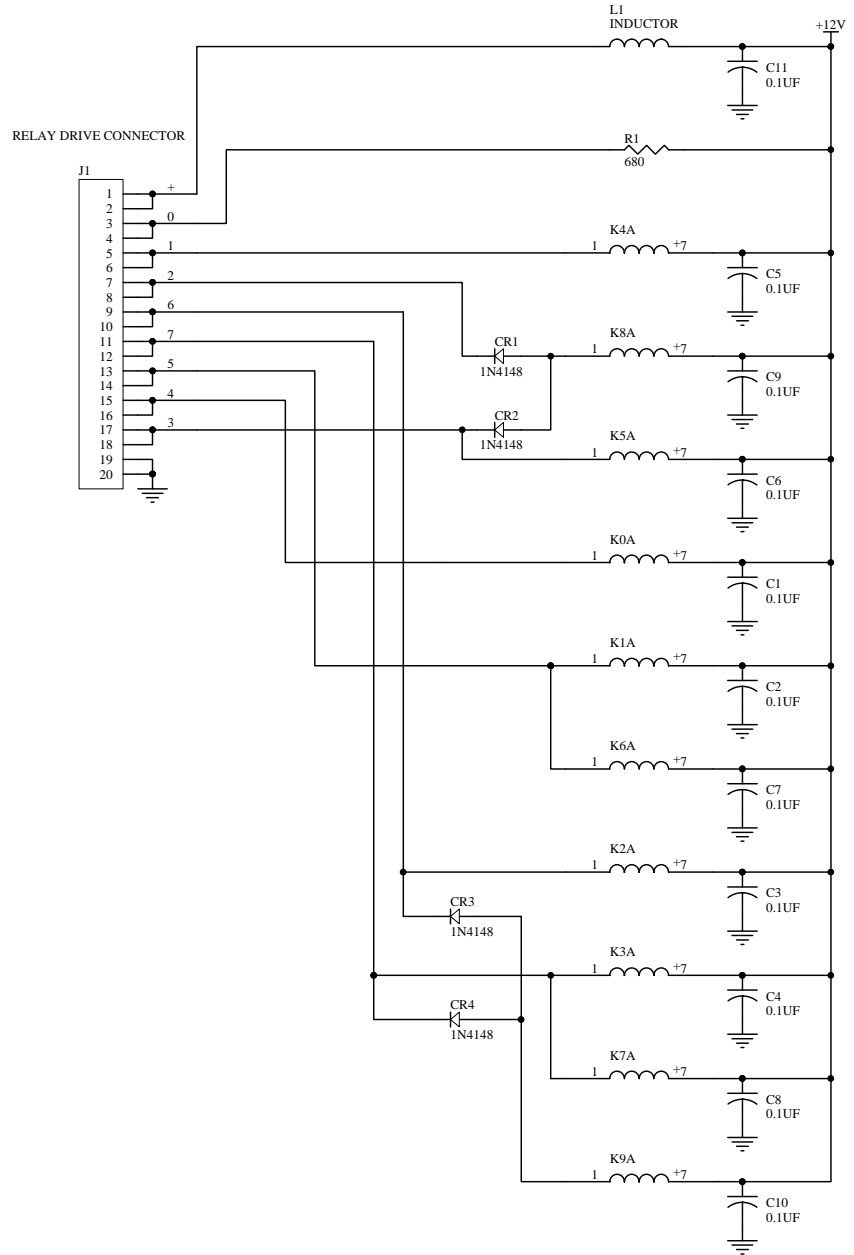 L1
INDUCTOR
+12V
C11
0.1UF
RELAY DRIVE CONNECTOR
R1
680
J1
1 +
2
3 0
4
5 1
6
7 2
8
9 6
10
11 7
12
13 5
14
15 4
16
17 3
18
19
20
K4A
1 +7
C5
0.1UF
CR1
1N4148
K8A
1 +7
C9
0.1UF
CR2
1N4148
K5A
1 +7
C6
0.1UF
K0A
1 +7
C1
0.1UF
K1A
1 +7
C2
0.1UF
K6A
1 +7
C7
0.1UF
K2A
1 +7
C3
0.1UF
CR3
1N4148
K3A
1 +7
C4
0.1UF
CR4
1N4148
K7A
1 +7
C8
0.1UF
K9A
1 +7
C10
0.1UF